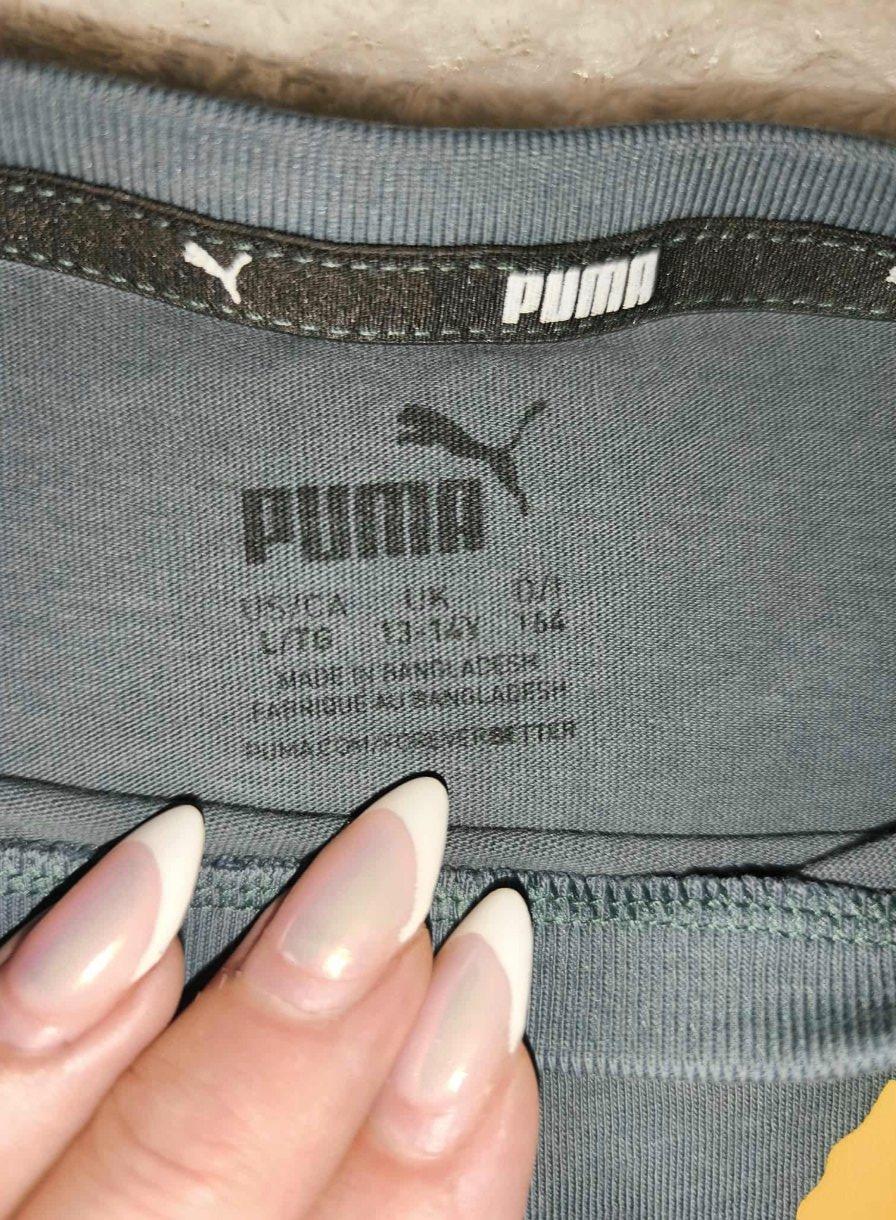 PUMA
PUMA
US/CA UK D/I
L/TG 13-14Y 164
MADE IN BANGLADESH
FABRIQUE AU BANGLADESH
PUMA.COM/FOREVERBETTER